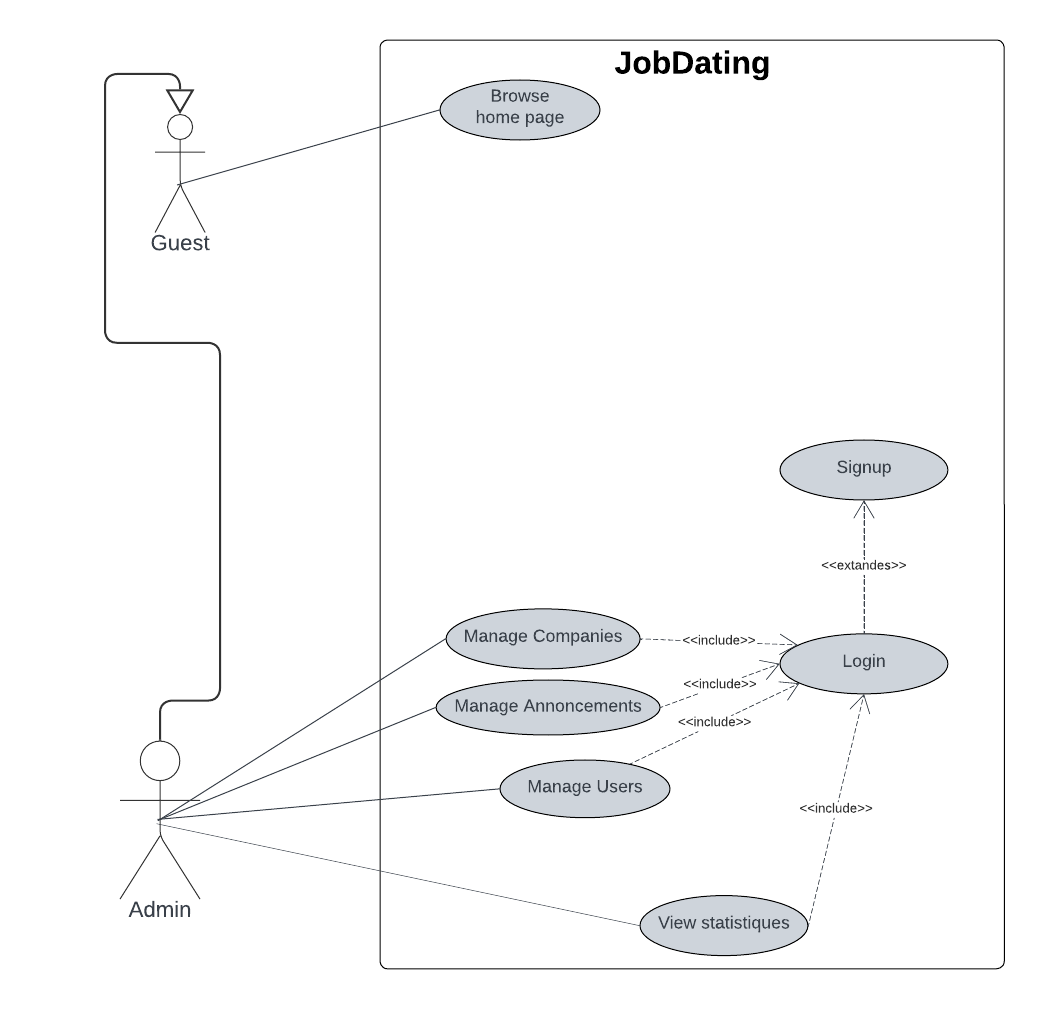 JobDating
Browse
home page
Guest
Signup
<<extandes>>
Manage Companies
<<include>>
Login
<<include>>
Manage Annoncements
<<include>>
Manage Users
<<include>>
Admin
View statistiques